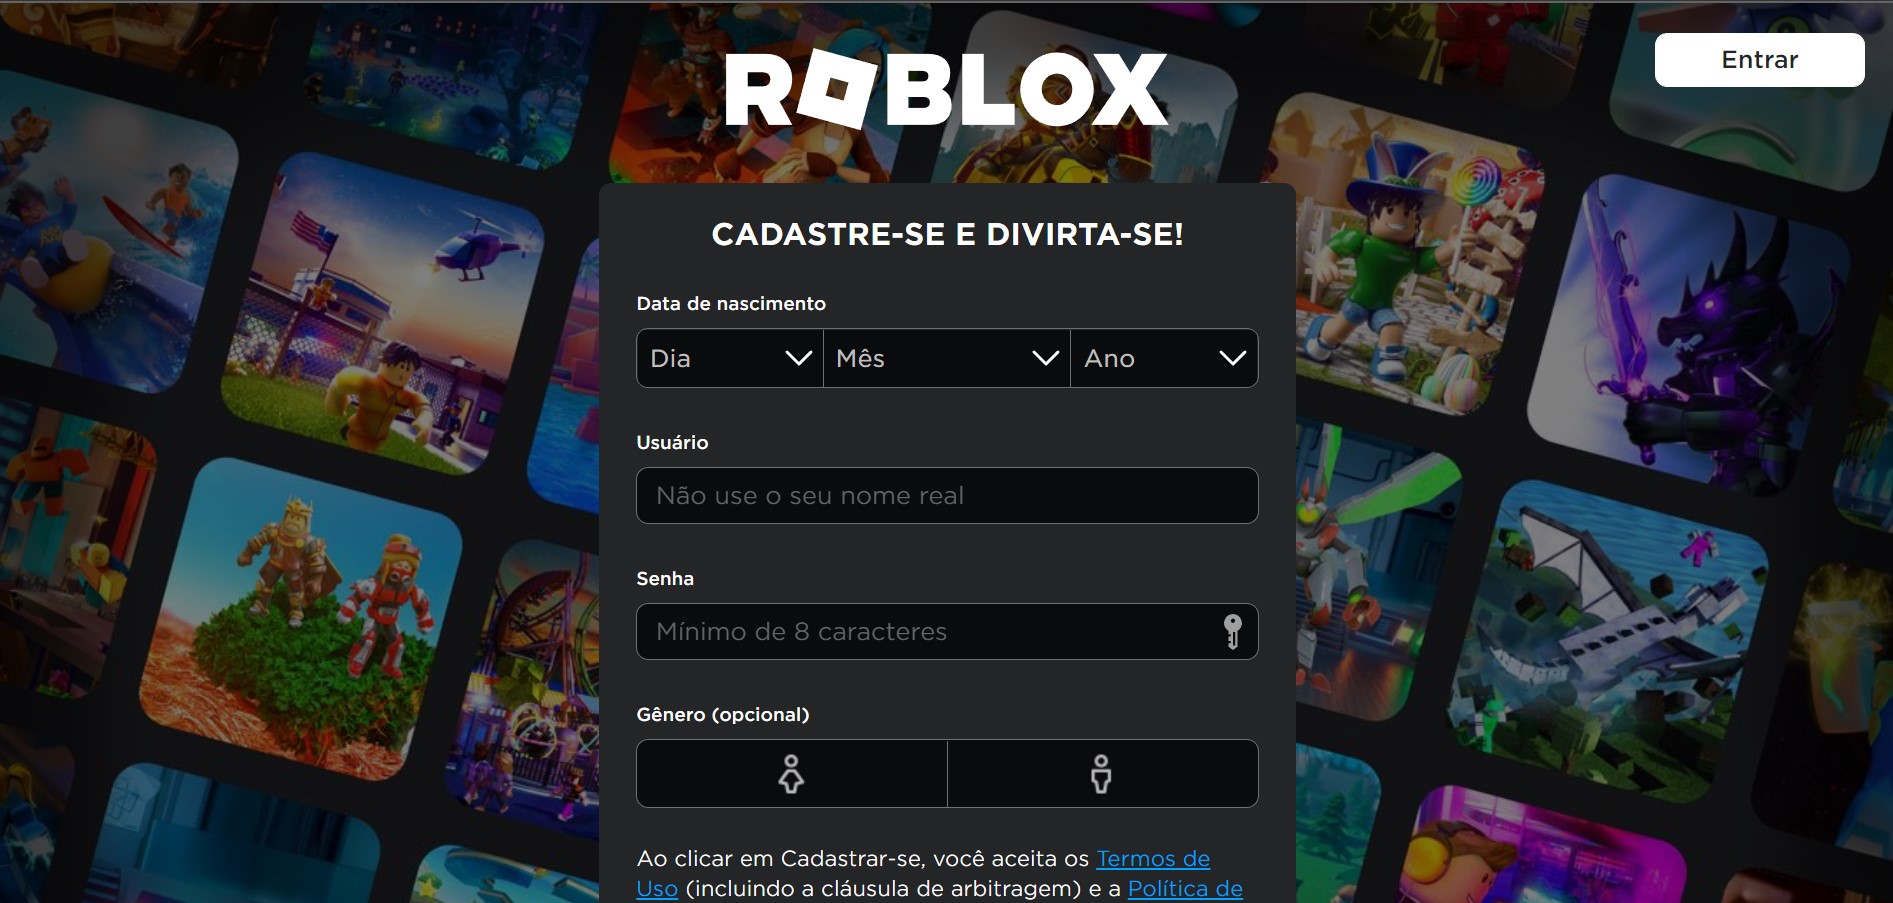 ROBLOX
Entrar
CADASTRE-SE E DIVIRTA-SE!
Data de nascimento
Dia Mês Ano
Usuário
Não use o seu nome real
Senha
Mínimo de 8 caracteres
Gênero (opcional)
Ao clicar em Cadastrar-se, você aceita os Termos de
Uso (incluindo a cláusula de arbitragem) e a Política de